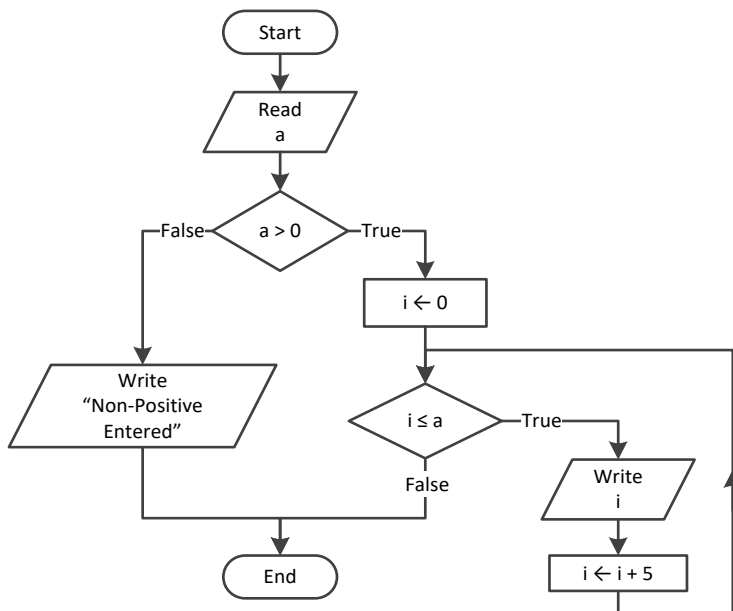 Start
Read
a
a > 0
False
True
i ← 0
Write
“Non-Positive
Entered”
i ≤ a
True
False
Write
i
i ← i + 5
End